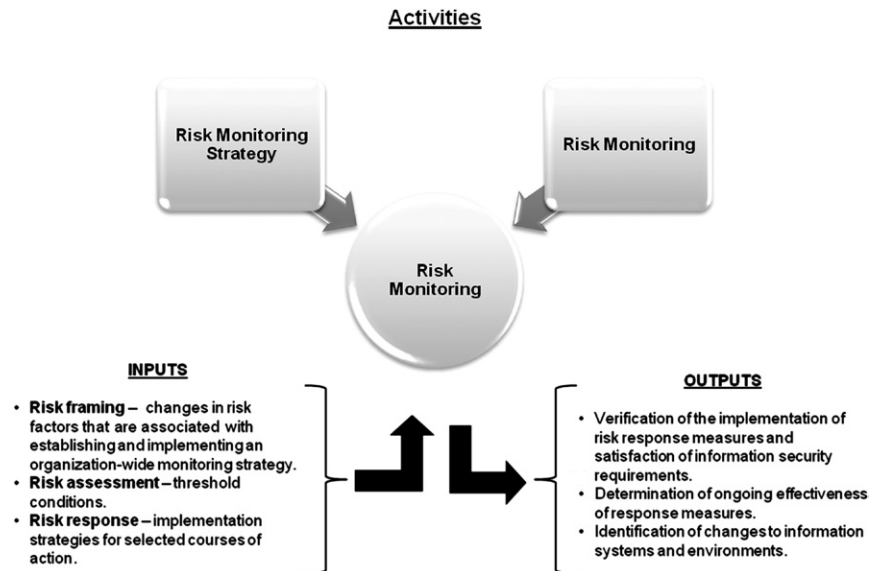 Activities
Risk Monitoring
Strategy
Risk Monitoring
Risk
Monitoring
INPUTS
• Risk framing – changes in risk
factors that are associated with
establishing and implementing an
organization-wide monitoring strategy.
• Risk assessment – threshold
conditions.
• Risk response – implementation
strategies for selected courses of
action.
OUTPUTS
• Verification of the implementation of
risk response measures and
satisfaction of information security
requirements.
• Determination of ongoing effectiveness
of response measures.
• Identification of changes to information
systems and environments.